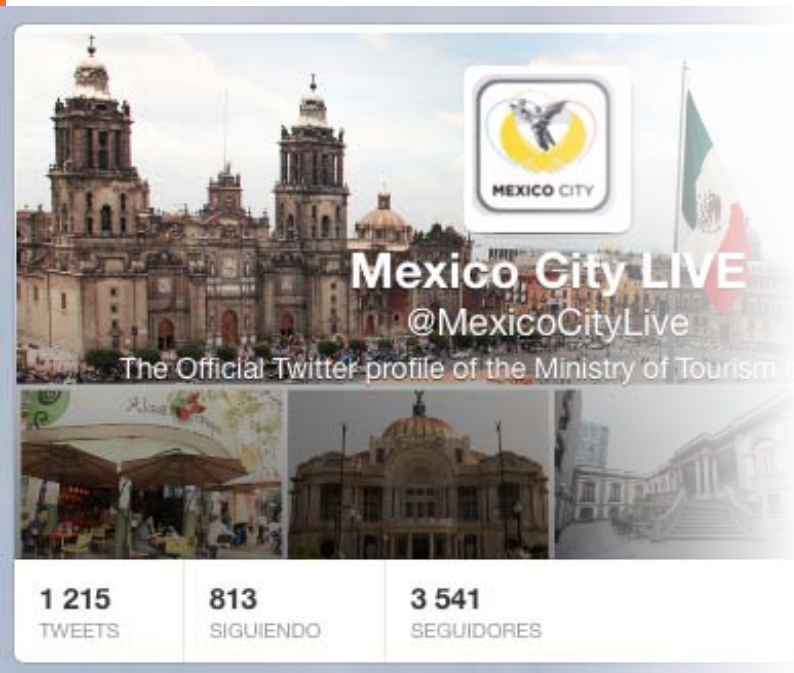 MEXICO CITY
Mexico City LIVE
@MexicoCityLive
The Official Twitter profile of the Ministry of Tourism
1 215
TWEETS
813
SIGUIENDO
3 541
SEGUIDORES